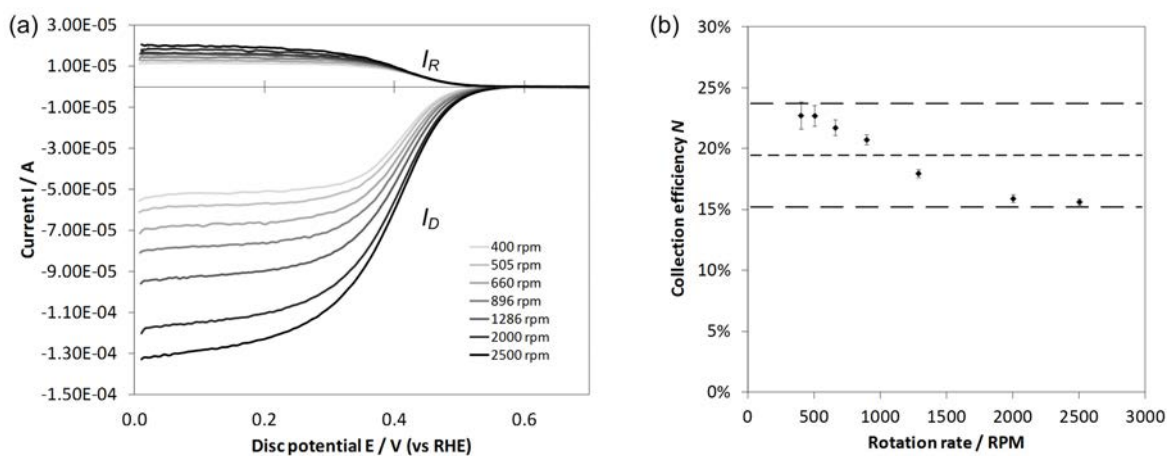 (a)
3.00E-05
1.00E-05
-1.00E-05
-3.00E-05
-5.00E-05
-7.00E-05
-9.00E-05
-1.10E-04
-1.30E-04
-1.50E-04
Current I / A
I_R
I_D
400 rpm
505 rpm
660 rpm
896 rpm
1286 rpm
2000 rpm
2500 rpm
0.0 0.2 0.4 0.6
Disc potential E / V (vs RHE)
(b)
30%
25%
20%
15%
10%
5%
0%
Collection efficiency N
0 500 1000 1500 2000 2500 3000
Rotation rate / RPM